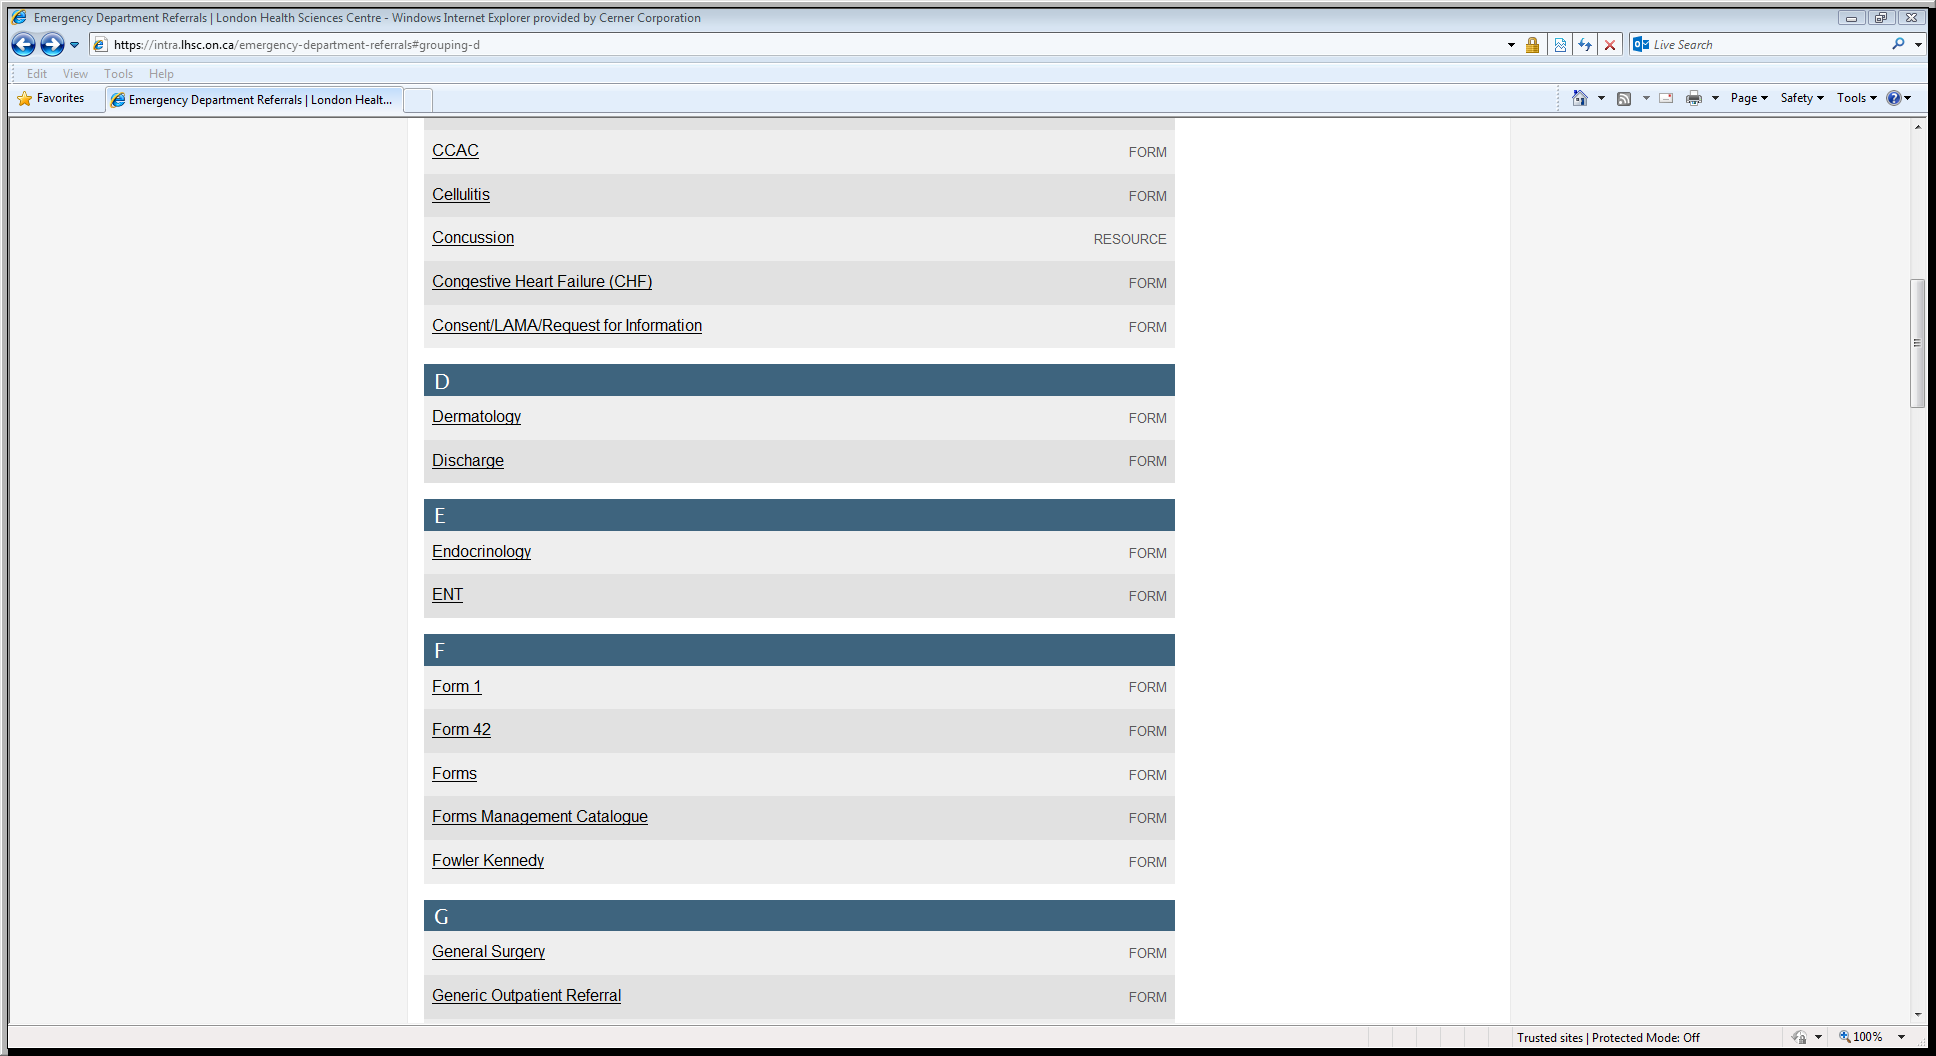 Emergency Department Referrals | London Health Sciences Centre - Windows Internet Explorer provided by Cerner Corporation
https://intra.lhsc.on.ca/emergency-department-referrals#grouping-d
Live Search
Edit View Tools Help
Favorites
Emergency Department Referrals | London Healt...
Page Safety Tools
CCAC FORM
Cellulitis FORM
Concussion RESOURCE
Congestive Heart Failure (CHF) FORM
Consent/LAMA/Request for Information FORM
D
Dermatology FORM
Discharge FORM
E
Endocrinology FORM
ENT FORM
F
Form 1 FORM
Form 42 FORM
Forms FORM
Forms Management Catalogue FORM
Fowler Kennedy FORM
G
General Surgery FORM
Generic Outpatient Referral FORM
Trusted sites | Protected Mode: Off
100%